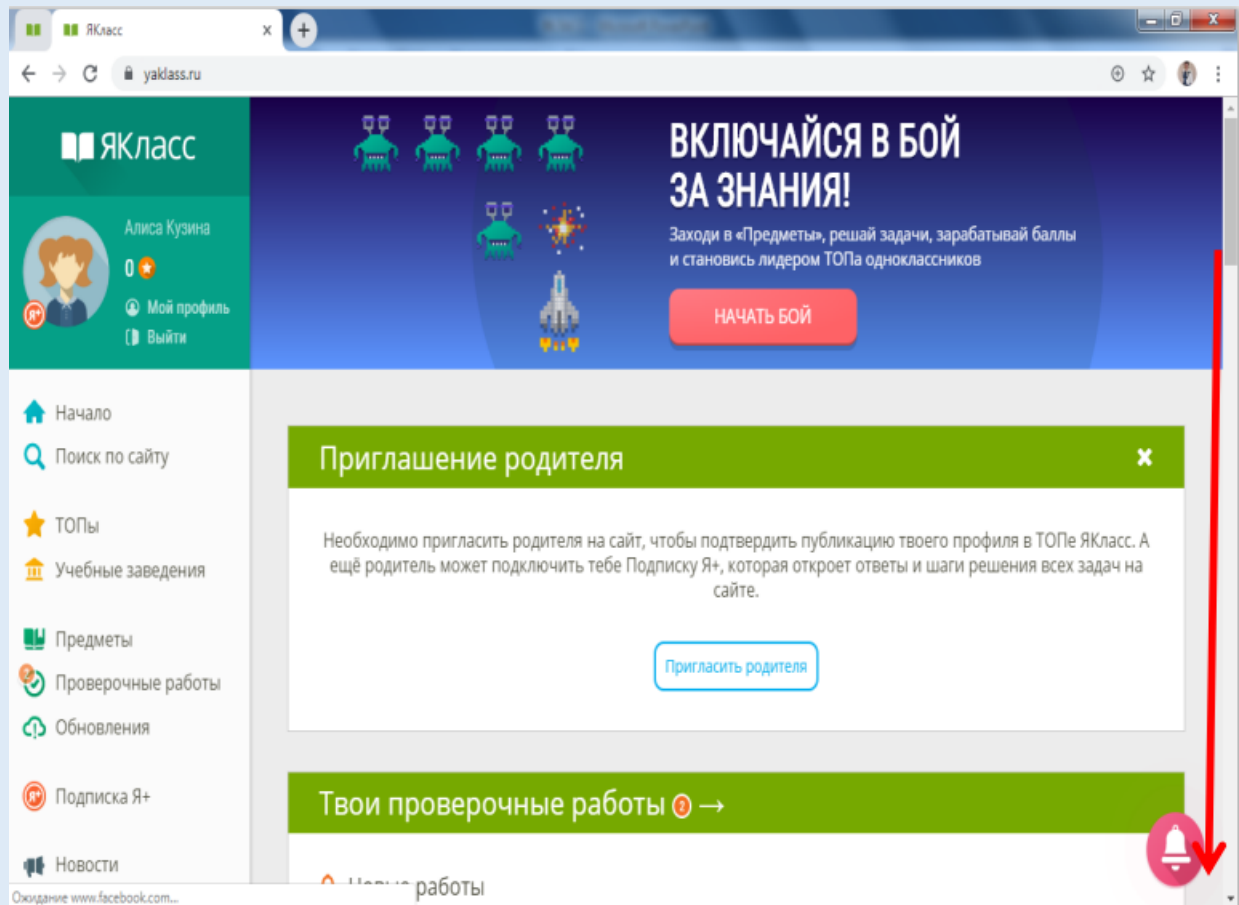 ЯКласс
yaklass.ru
ЯКласс
Алиса Кузина
0
Мой профиль
Выйти
Начало
Поиск по сайту
ТОПы
Учебные заведения
Предметы
2
Проверочные работы
Обновления
Я+
Подписка Я+
Новости
Ожидание www.facebook.com...
ВКЛЮЧАЙСЯ В БОЙ
ЗА ЗНАНИЯ!
Заходи в «Предметы», решай задачи, зарабатывай баллы
и становись лидером ТОПа одноклассников
НАЧАТЬ БОЙ
Приглашение родителя
Необходимо пригласить родителя на сайт, чтобы подтвердить публикацию твоего профиля в ТОПе ЯКласс. А
ещё родитель может подключить тебе Подписку Я+, которая откроет ответы и шаги решения всех задач на
сайте.
Пригласить родителя
Твои проверочные работы 2 →
Новые работы